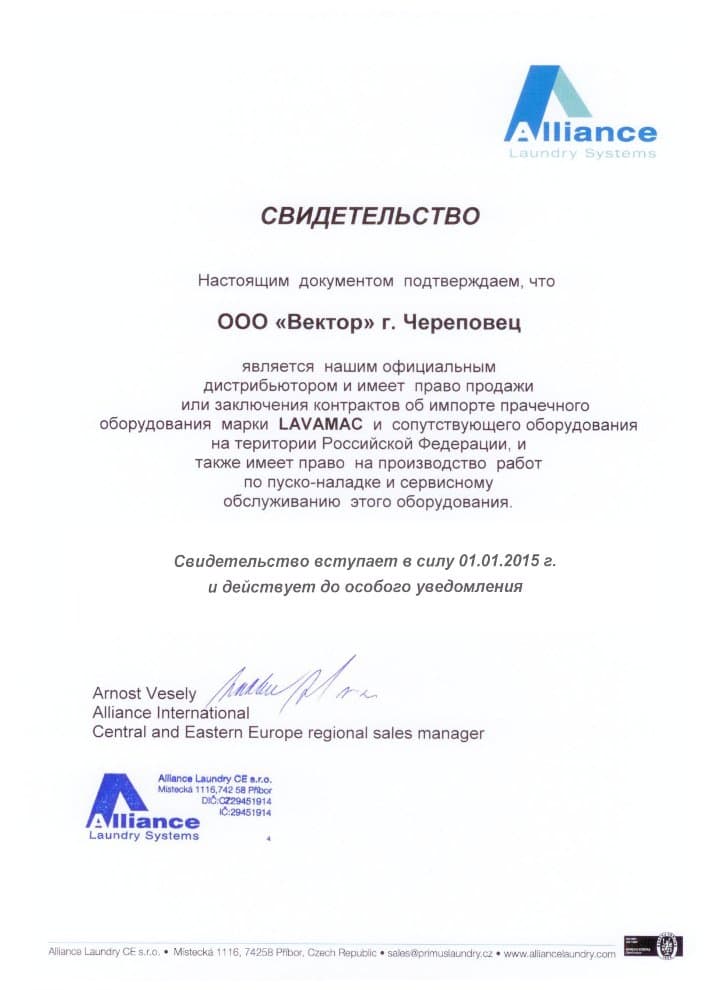 Alliance
Laundry Systems
СВИДЕТЕЛЬСТВО
Настоящим документом подтверждаем, что
ООО «Вектор» г. Череповец
является нашим официальным
дистрибьютором и имеет право продажи
или заключения контрактов об импорте прачечного
оборудования марки LAVAMAC и сопутствующего оборудования
на територии Российской Федерации, и
также имеет право на производство работ
по пуско-наладке и сервисному
обслуживанию этого оборудования.
Свидетельство вступает в силу 01.01.2015 г.
и действует до особого уведомления
Arnost Vesely
Alliance International
Central and Eastern Europe regional sales manager
Alliance Laundry CE s.r.o.
Místecká 1116,742 58 Příbor
DIČ:CZ29451914
IČ:29451914
Alliance
Laundry Systems
4
Alliance Laundry CE s.r.o. • Místecká 1116, 74258 Příbor, Czech Republic • sales@primuslaundry.cz • www.alliancelaundry.com